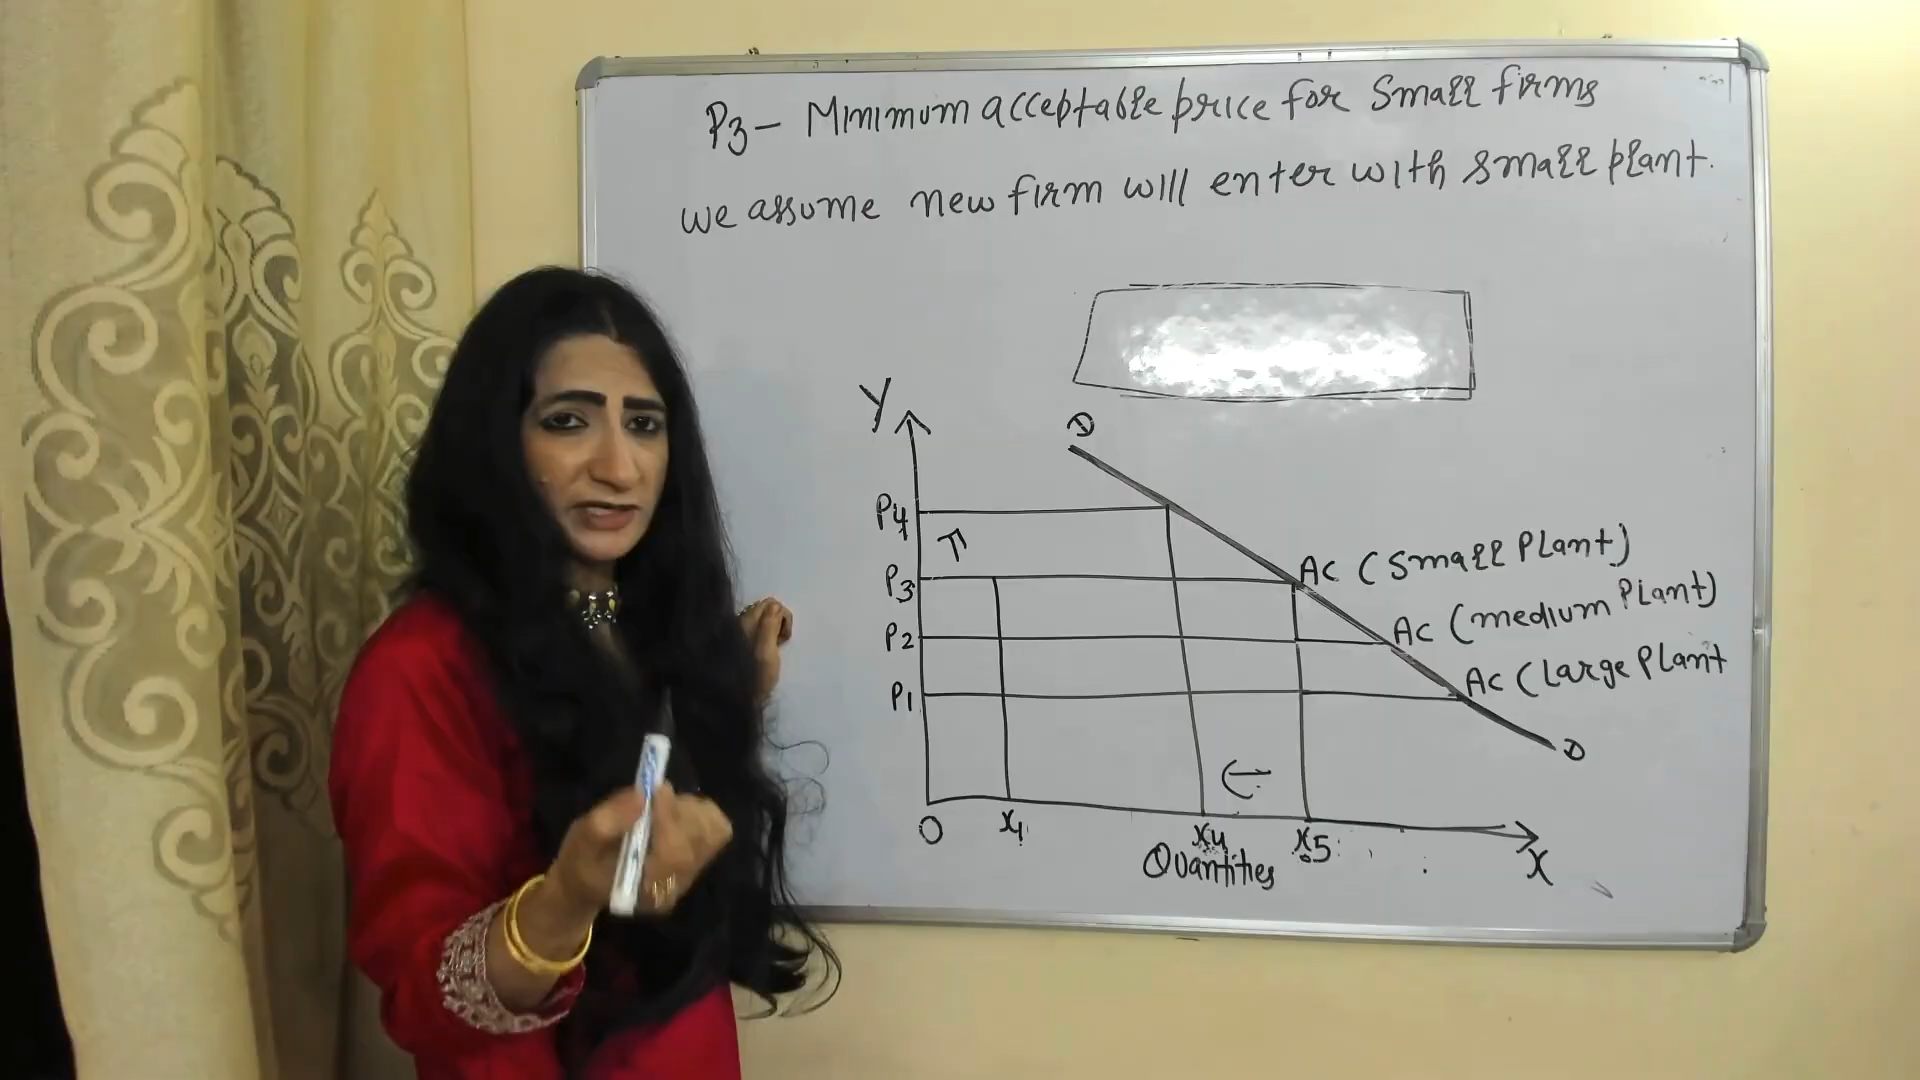 P3 - Minimum acceptable price for small firms
we assume new firm will enter with small plant.
Y
D
P4
P3
AC (small plant)
P2
AC (medium plant)
P1
AC (Large plant
D
O
X1
X4
X5
X
Quantities